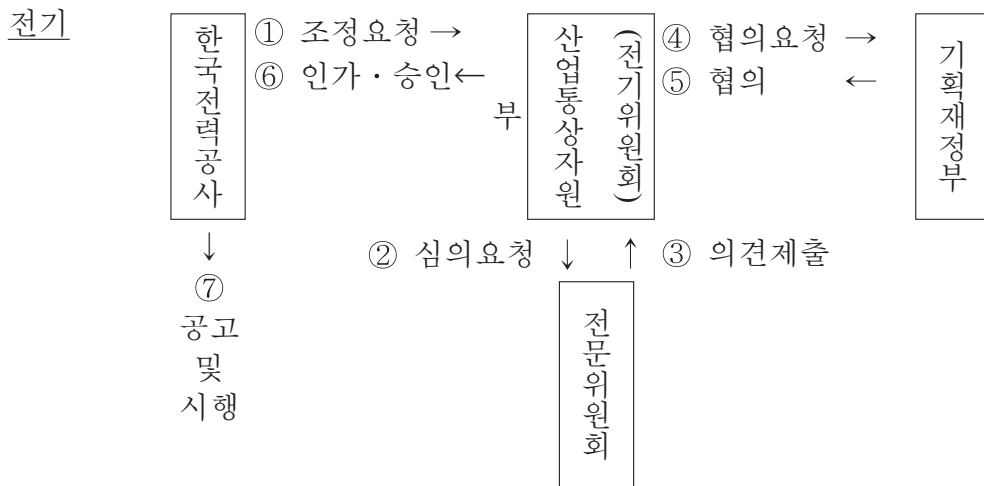 전기
한국전력공사
① 조정요청 →
⑥ 인가·승인←
산업통상자원부
(전기위원회)
④ 협의요청 →
⑤ 협의 ←
기획재정부
② 심의요청 ↓
↑ ③ 의견제출
↓
⑦
공고
및
시행
전문위원회